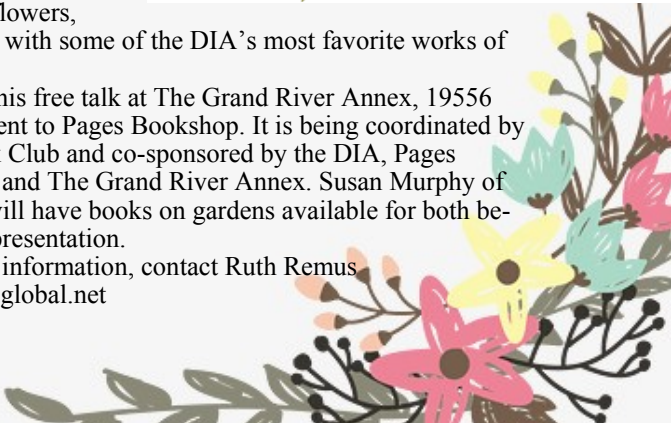 lowers,
with some of the DIA’s most favorite works of
his free talk at The Grand River Annex, 19556
ent to Pages Bookshop. It is being coordinated by
Club and co-sponsored by the DIA, Pages
and The Grand River Annex. Susan Murphy of
will have books on gardens available for both be-
presentation.
information, contact Ruth Remus
global.net